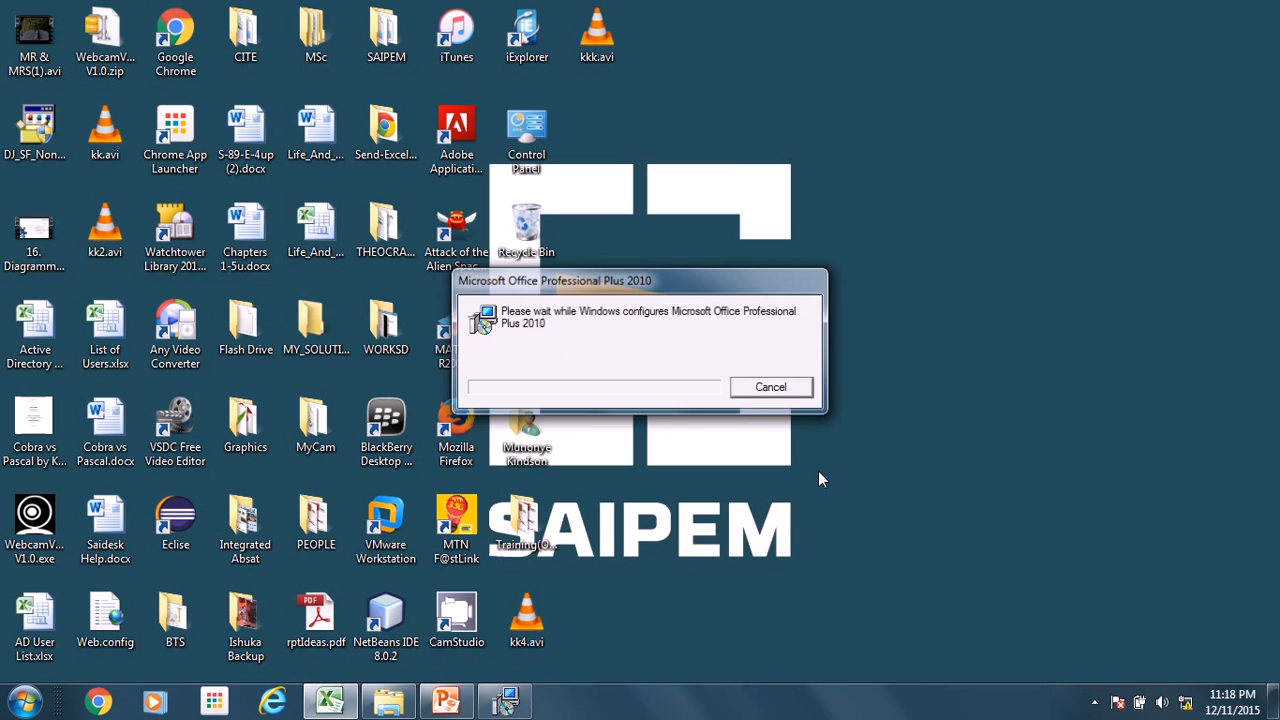 MR &
MRS(1).avi
WebcamV...
V1.0.zip
Google
Chrome
CITE
MSc
SAIPEM
iTunes
iExplorer
kkk.avi
DJ_SF_Non...
kk.avi
Chrome App
Launcher
S-89-E-4up
(2).docx
Life_And_...
Send-Excel...
Adobe
Applicati...
Control
Panel
16.
Diagramm...
kk2.avi
Watchtower
Library 201...
Chapters
1-5u.docx
Life_And_...
THEOCRA...
Attack of the
Alien Spac...
Recycle Bin
Microsoft Office Professional Plus 2010
Please wait while Windows configures Microsoft Office Professional
Plus 2010
Cancel
Active
Directory ...
List of
Users.xlsx
Any Video
Converter
Flash Drive
MY_SOLUTI...
WORKSD
Cobra vs
Pascal by K...
Cobra vs
Pascal.docx
VSDC Free
Video Editor
Graphics
MyCam
BlackBerry
Desktop ...
Mozilla
Firefox
Munonye
Kindson
WebcamV...
V1.0.exe
Saidesk
Help.docx
Eclise
Integrated
Absat
PEOPLE
VMware
Workstation
MTN
F@stLink
Training(O...
SAIPEM
AD User
List.xlsx
Web.config
BTS
Ishuka
Backup
rptIdeas.pdf
NetBeans IDE
8.0.2
CamStudio
kk4.avi
11:18 PM
12/11/2015